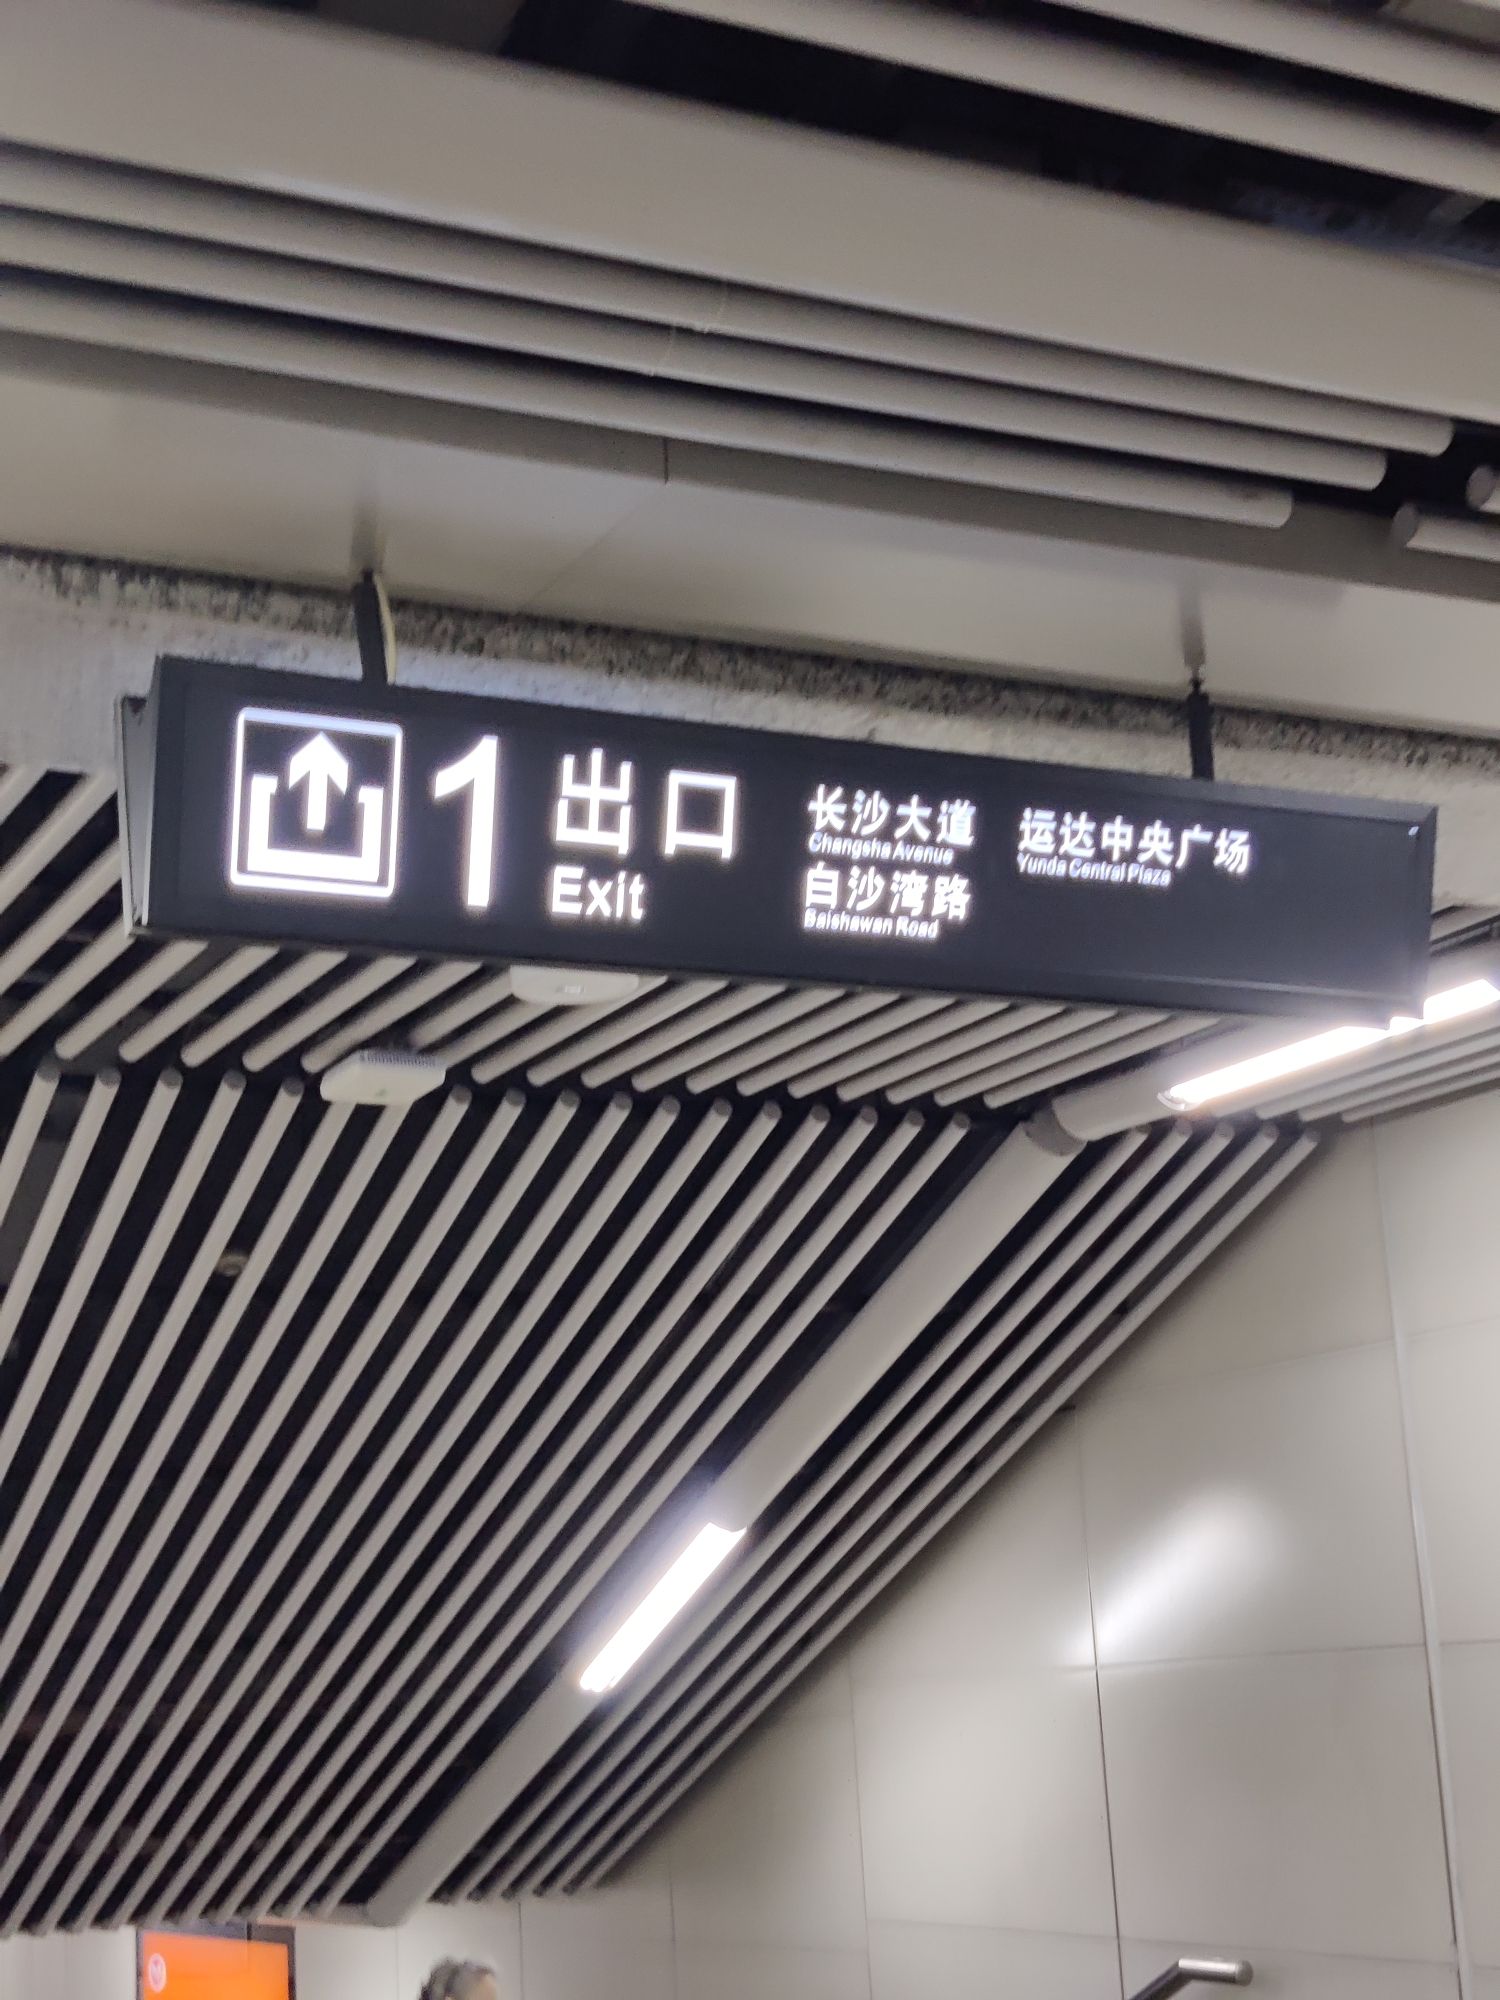 1 出口
Exit
长沙大道
Changsha Avenue
白沙湾路
Baishawan Road
运达中央广场
Yunda Central Plaza